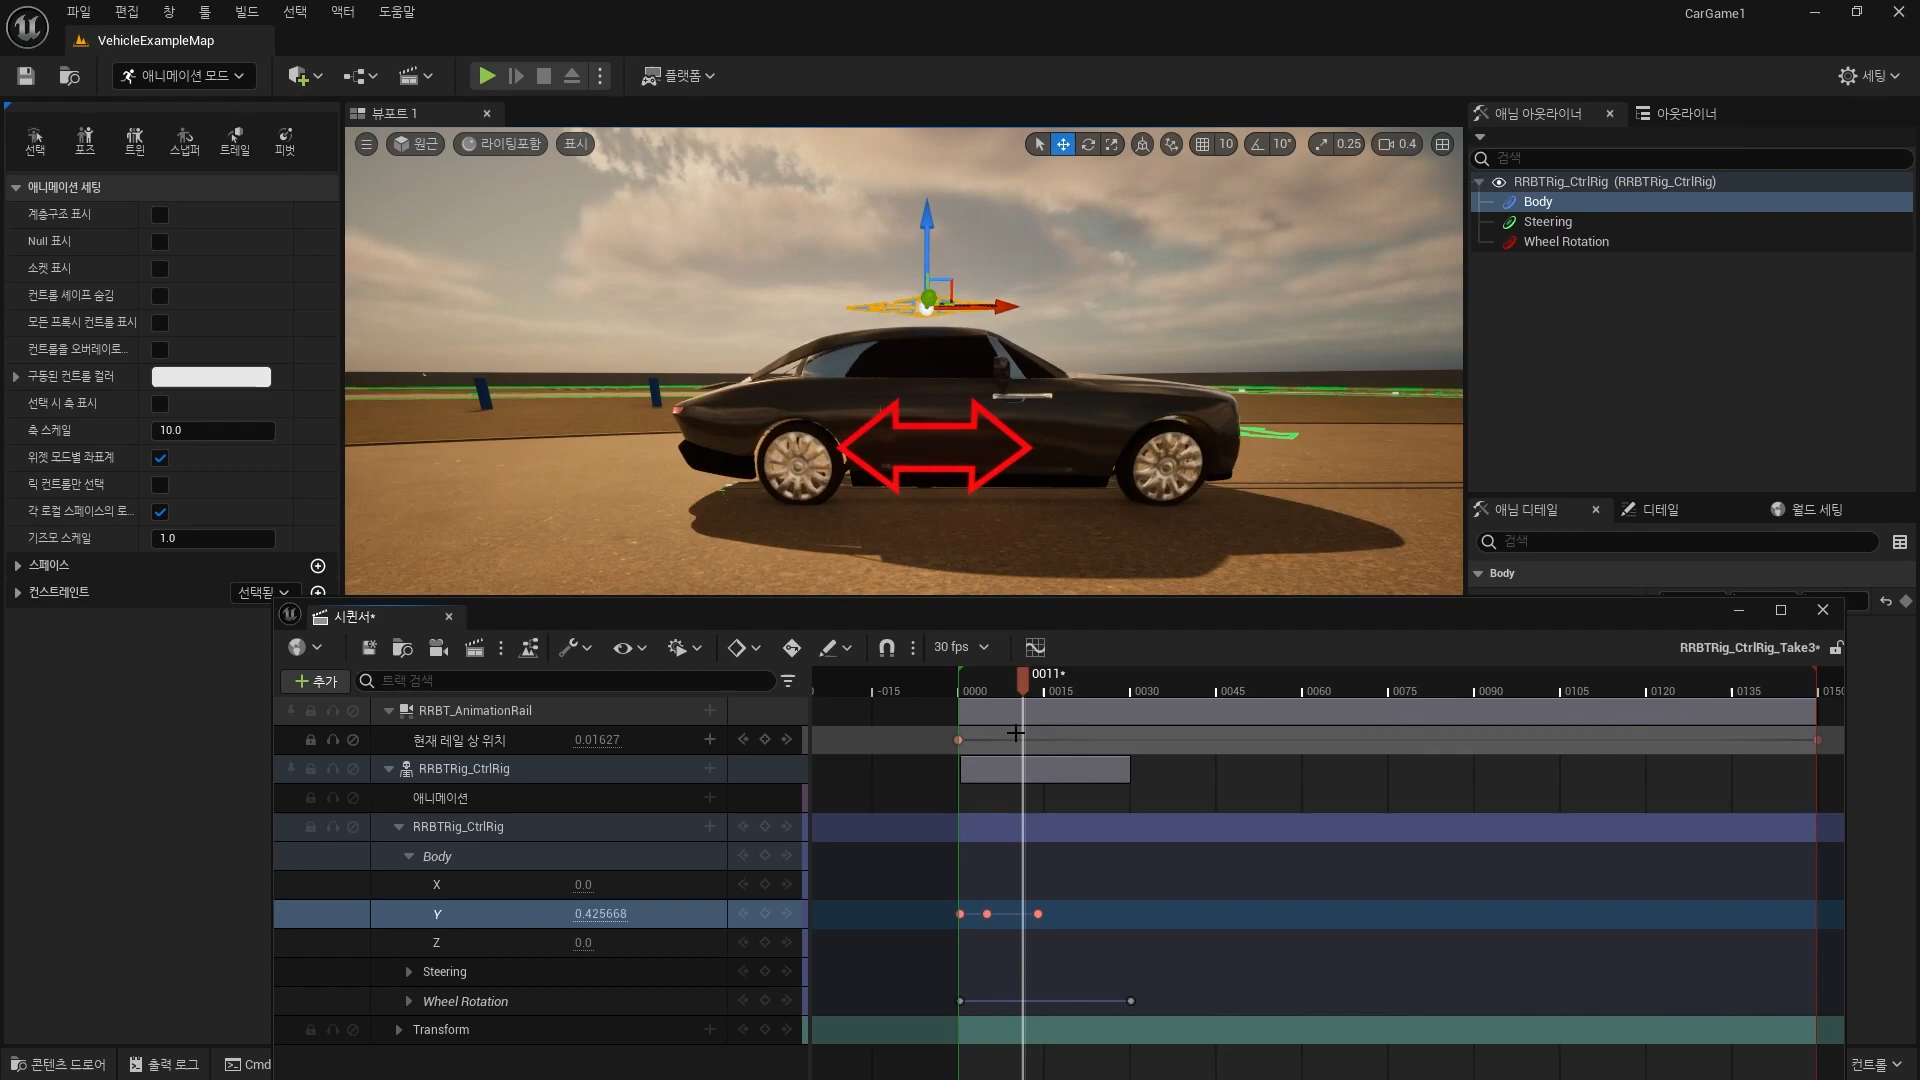 파일 편집 창 툴 빌드 선택 액터 도움말
CarGame1
VehicleExampleMap
애니메이션 모드
플랫폼
세팅
선택 포즈 트윈 스냅퍼 트레일 피벗
애니메이션 세팅
계층구조 표시
Null 표시
소켓 표시
컨트롤 셰이프 숨김
모든 프록시 컨트롤 표시
컨트롤을 오버레이로...
구동된 컨트롤 컬러
선택 시 축 표시
축 스케일 10.0
위젯 모드별 좌표계
릭 컨트롤만 선택
각 로컬 스페이스의 로...
기즈모 스케일 1.0
스페이스
컨스트레인트 선택됨
뷰포트 1
원근 라이팅포함 표시
10 10° 0.25 0.4
애님 아웃라이너 아웃라이너
검색
RRBTRig_CtrlRig (RRBTRig_CtrlRig)
Body
Steering
Wheel Rotation
애님 디테일 디테일 월드 세팅
검색
Body
시퀀서*
30 fps
RRBTRig_CtrlRig_Take3*
추가 트랙 검색
0011*
-015 0000 0015 0030 0045 0060 0075 0090 0105 0120 0135 0150
RRBT_AnimationRail
현재 레일 상 위치 0.01627
RRBTRig_CtrlRig
애니메이션
RRBTRig_CtrlRig
Body
X 0.0
Y 0.425668
Z 0.0
Steering
Wheel Rotation
Transform
콘텐츠 드로어 출력 로그 Cmd
컨트롤